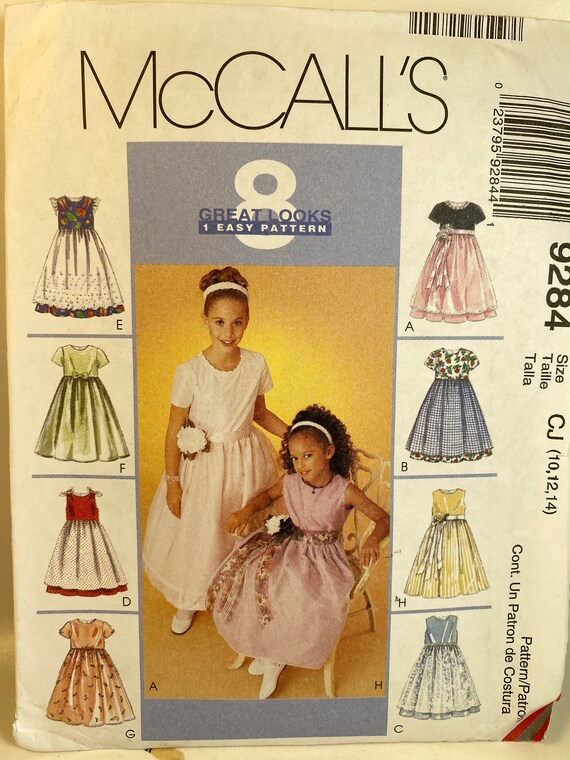 McCALL'S
8
GREAT LOOKS
1 EASY PATTERN
E
F
D
G
A
B
H
C
A
H
0
23795 92844
1
9284
Size
Taille
Talla
CJ (10,12,14)
Cont. Un Patron de Costura